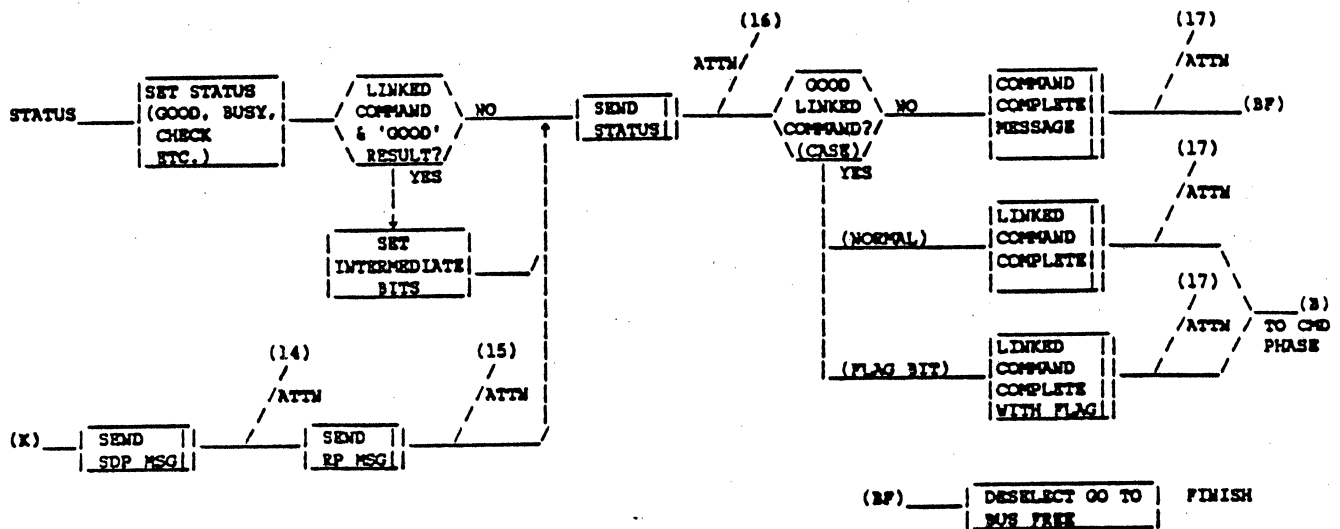 (16)
(17)
ATTN
ATTN
STATUS
SET STATUS
(GOOD, BUSY,
CHECK
ETC.)
LINKED
COMMAND
& 'GOOD'
RESULT?
NO
YES
SEND
STATUS
GOOD
LINKED
COMMAND?
(CASE)
NO
YES
COMMAND
COMPLETE
MESSAGE
(BF)
(17)
ATTN
SET
INTERMEDIATE
BITS
(NORMAL)
LINKED
COMMAND
COMPLETE
(17)
ATTN
(B)
TO CMD
PHASE
(FLAG BIT)
LINKED
COMMAND
COMPLETE
WITH FLAG
(14)
(15)
ATTN
ATTN
(K)
SEND
SDP MSG
SEND
RP MSG
(BF)
DESELECT GO TO
BUS FREE
FINISH